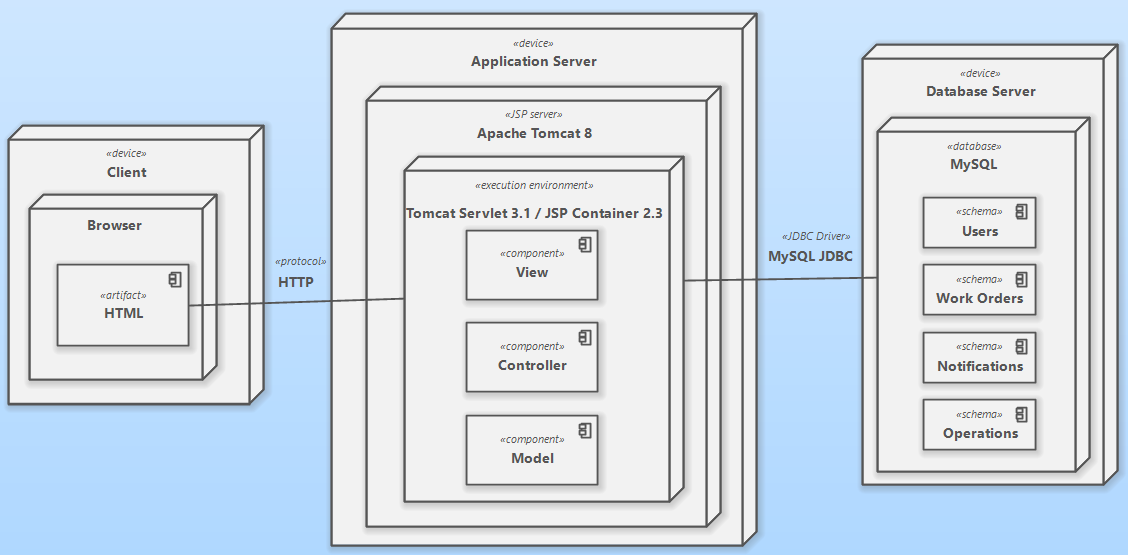 «device»
Client
Browser
«artifact»
HTML
«protocol»
HTTP
«device»
Application Server
«JSP server»
Apache Tomcat 8
«execution environment»
Tomcat Servlet 3.1 / JSP Container 2.3
«component»
View
«component»
Controller
«component»
Model
«JDBC Driver»
MySQL JDBC
«device»
Database Server
«database»
MySQL
«schema»
Users
«schema»
Work Orders
«schema»
Notifications
«schema»
Operations